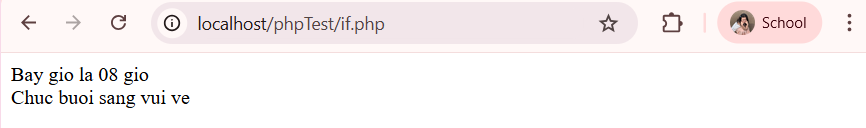 localhost/phpTest/if.php
School
Bay gio la 08 gio
Chuc buoi sang vui ve